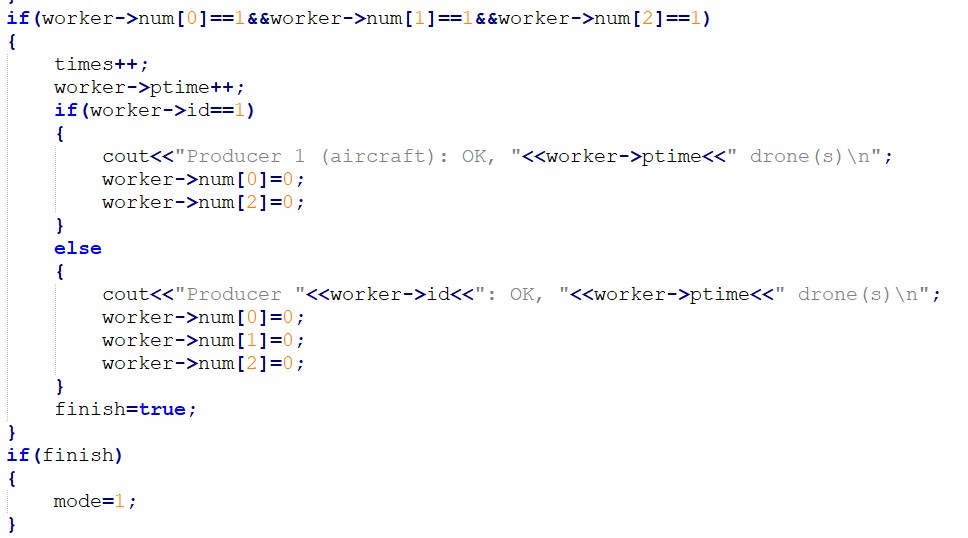 if(worker->num[0]==1&&worker->num[1]==1&&worker->num[2]==1)
{
    times++;
    worker->ptime++;
    if(worker->id==1)
    {
        cout<<"Producer 1 (aircraft): OK, "<<worker->ptime<<" drone(s)\n";
        worker->num[0]=0;
        worker->num[2]=0;
    }
    else
    {
        cout<<"Producer "<<worker->id<<": OK, "<<worker->ptime<<" drone(s)\n";
        worker->num[0]=0;
        worker->num[1]=0;
        worker->num[2]=0;
    }
    finish=true;
}
if(finish)
{
    mode=1;
}